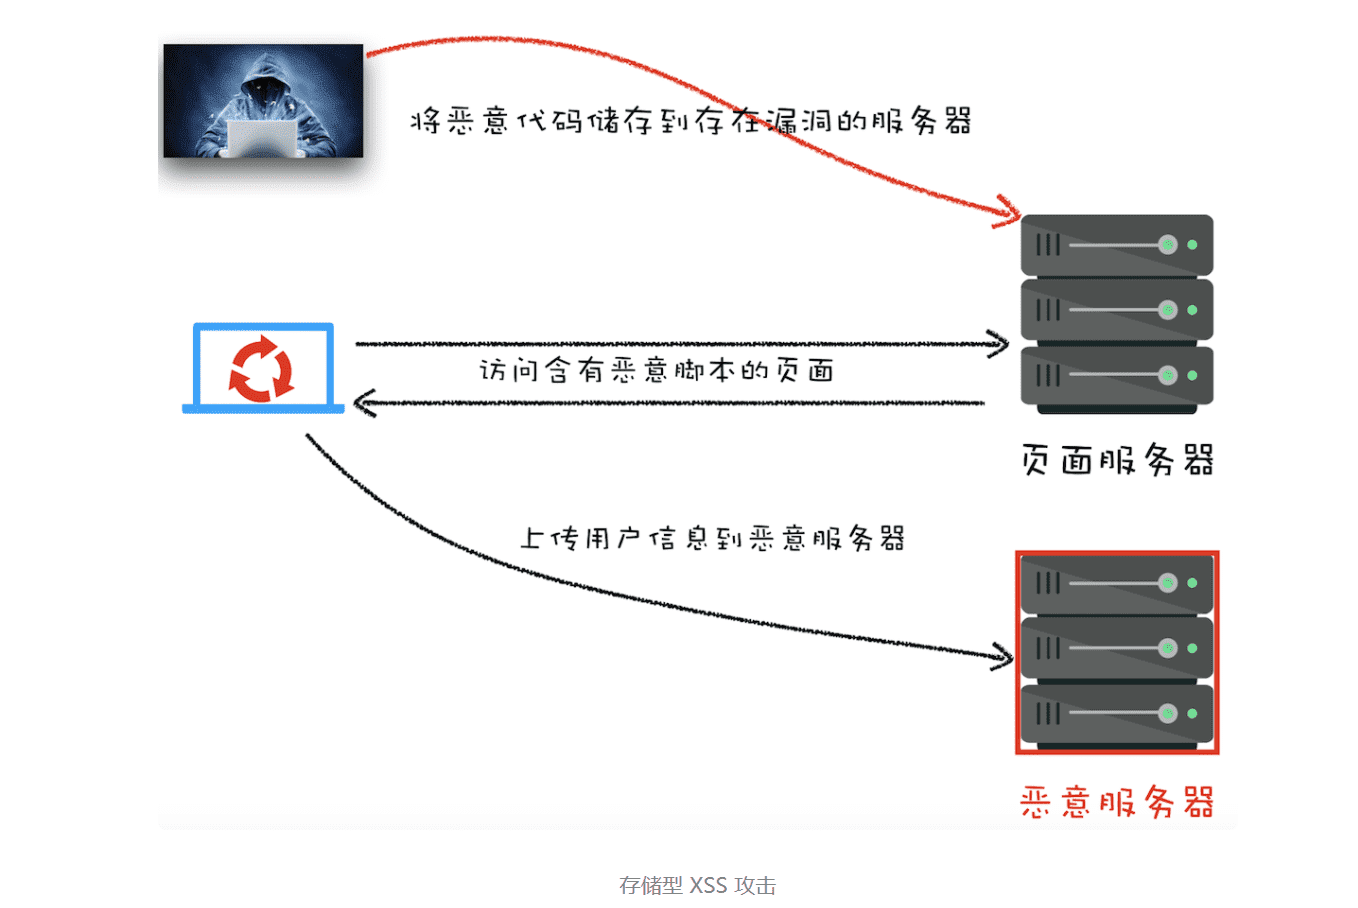 将恶意代码储存到存在漏洞的服务器
访问含有恶意脚本的页面
页面服务器
上传用户信息到恶意服务器
恶意服务器
存储型 XSS 攻击